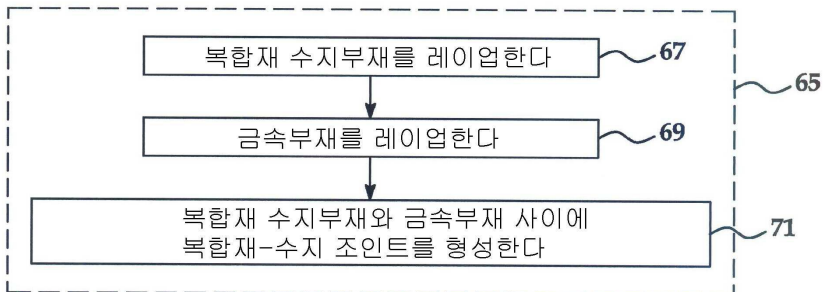 복합재 수지부재를 레이업한다
67
65
금속부재를 레이업한다
69
복합재 수지부재와 금속부재 사이에
복합재-수지 조인트를 형성한다
71